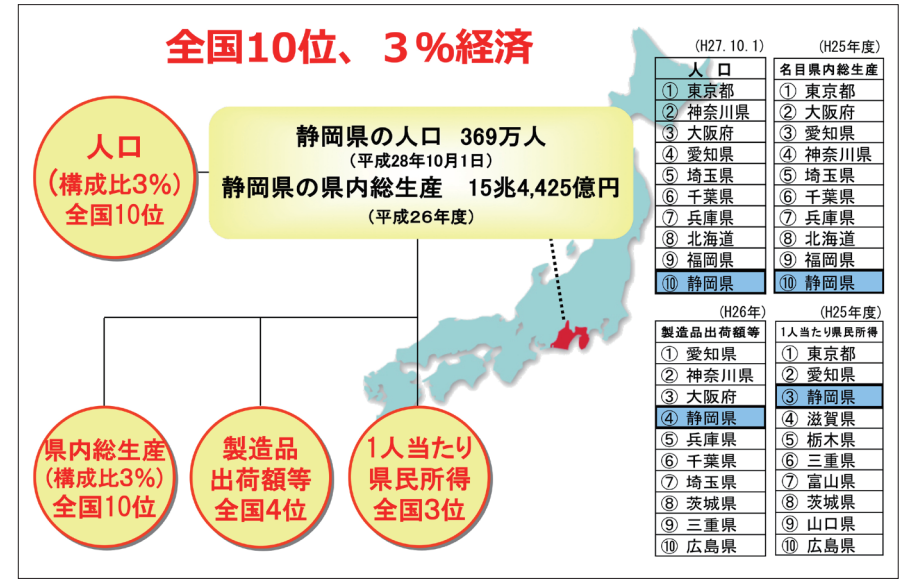 全国10位、３％経済
人口
(構成比3%)
全国10位
静岡県の人口 369万人
(平成28年10月1日)
静岡県の県内総生産 15兆4,425億円
(平成26年度)
県内総生産
(構成比3%)
全国10位
製造品
出荷額等
全国4位
1人当たり
県民所得
全国3位
(H27.10.1)
人口
① 東京都
② 神奈川県
③ 大阪府
④ 愛知県
⑤ 埼玉県
⑥ 千葉県
⑦ 兵庫県
⑧ 北海道
⑨ 福岡県
⑩ 静岡県
(H25年度)
名目県内総生産
① 東京都
② 大阪府
③ 愛知県
④ 神奈川県
⑤ 埼玉県
⑥ 千葉県
⑦ 兵庫県
⑧ 北海道
⑨ 福岡県
⑩ 静岡県
(H26年)
製造品出荷額等
① 愛知県
② 神奈川県
③ 大阪府
④ 静岡県
⑤ 兵庫県
⑥ 千葉県
⑦ 埼玉県
⑧ 茨城県
⑨ 三重県
⑩ 広島県
(H25年度)
1人当たり県民所得
① 東京都
② 愛知県
③ 静岡県
④ 滋賀県
⑤ 栃木県
⑥ 三重県
⑦ 富山県
⑧ 茨城県
⑨ 山口県
⑩ 広島県